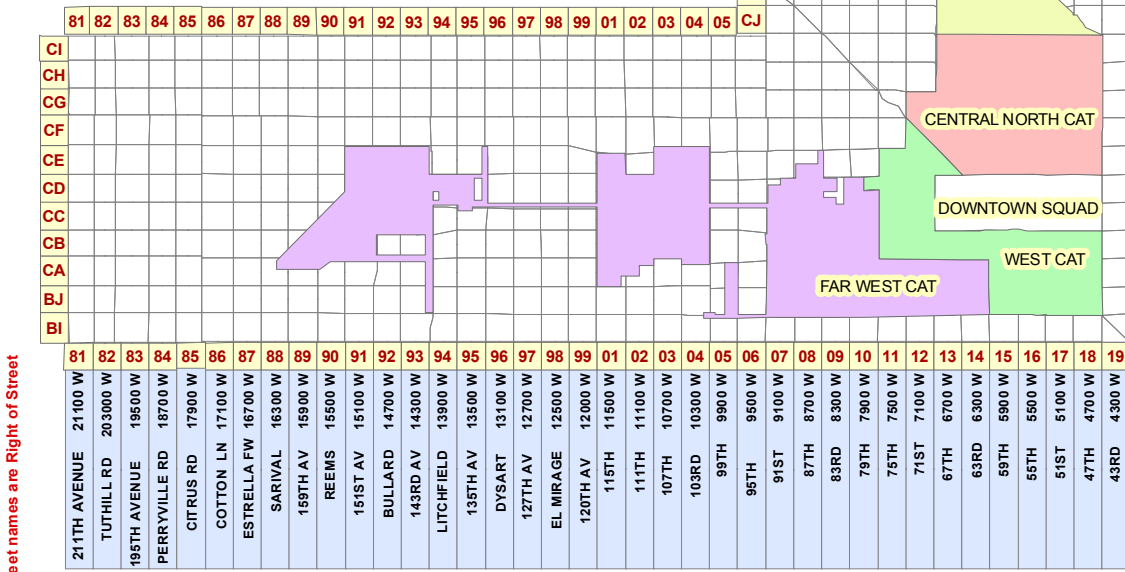 81 82 83 84 85 86 87 88 89 90 91 92 93 94 95 96 97 98 99 01 02 03 04 05 CJ
CI
CH
CG
CF
CE
CD
CC
CB
CA
BJ
BI
CENTRAL NORTH CAT
DOWNTOWN SQUAD
WEST CAT
FAR WEST CAT
81 82 83 84 85 86 87 88 89 90 91 92 93 94 95 96 97 98 99 01 02 03 04 05 06 07 08 09 10 11 12 13 14 15 16 17 18 19
211TH AVENUE 21100 W
TUTHILL RD 203000 W
195TH AVENUE 19500 W
PERRYVILLE RD 18700 W
CITRUS RD 17900 W
COTTON LN 17100 W
ESTRELLA FW 16700 W
SARIVAL 16300 W
159TH AV 15900 W
REEMS 15500 W
151ST AV 15100 W
BULLARD 14700 W
143RD AV 14300 W
LITCHFIELD 13900 W
135TH AV 13500 W
DYSART 13100 W
127TH AV 12700 W
EL MIRAGE 12500 W
120TH AV 12000 W
115TH 11500 W
111TH 11100 W
107TH 10700 W
103RD 10300 W
99TH 9900 W
95TH 9500 W
91ST 9100 W
87TH 8700 W
83RD 8300 W
79TH 7900 W
75TH 7500 W
71ST 7100 W
67TH 6700 W
63RD 6300 W
59TH 5900 W
55TH 5500 W
51ST 5100 W
47TH 4700 W
43RD 4300 W
eet names are Right of Street